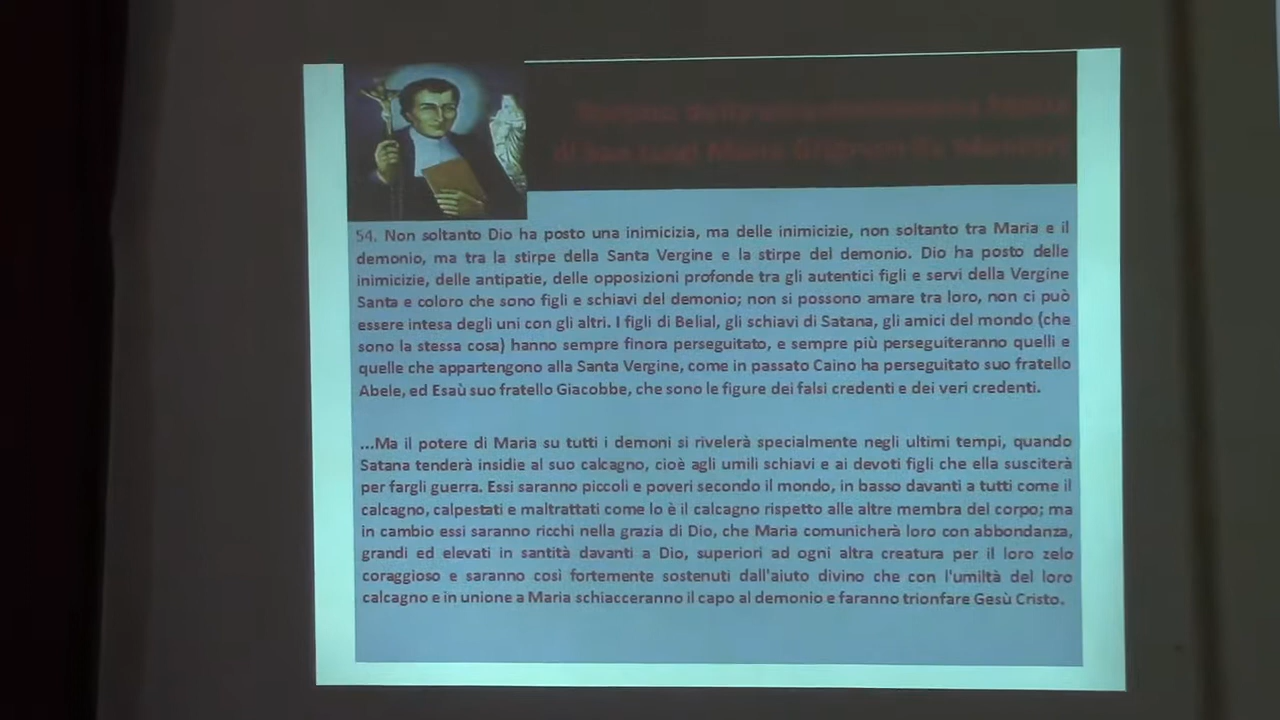 di San Luigi Maria Grignon de Montfort
54. Non soltanto Dio ha posto una inimicizia, ma delle inimicizie, non soltanto tra Maria e il
demonio, ma tra la stirpe della Santa Vergine e la stirpe del demonio. Dio ha posto delle
inimicizie, delle antipatie, delle opposizioni profonde tra gli autentici figli e servi della Vergine
Santa e coloro che sono figli e schiavi del demonio; non si possono amare tra loro, non ci può
essere intesa degli uni con gli altri. I figli di Belial, gli schiavi di Satana, gli amici del mondo (che
sono la stessa cosa) hanno sempre finora perseguitato, e sempre più perseguiteranno quelli e
quelle che appartengono alla Santa Vergine, come in passato Caino ha perseguitato suo fratello
Abele, ed Esaù suo fratello Giacobbe, che sono le figure dei falsi credenti e dei veri credenti.
...Ma il potere di Maria su tutti i demoni si rivelerà specialmente negli ultimi tempi, quando
Satana tenderà insidie al suo calcagno, cioè agli umili schiavi e ai devoti figli che ella susciterà
per fargli guerra. Essi saranno piccoli e poveri secondo il mondo, in basso davanti a tutti come il
calcagno, calpestati e maltrattati come lo è il calcagno rispetto alle altre membra del corpo; ma
in cambio essi saranno ricchi nella grazia di Dio, che Maria comunicherà loro con abbondanza,
grandi ed elevati in santità davanti a Dio, superiori ad ogni altra creatura per il loro zelo
coraggioso e saranno così fortemente sostenuti dall'aiuto divino che con l'umiltà del loro
calcagno e in unione a Maria schiacceranno il capo al demonio e faranno trionfare Gesù Cristo.